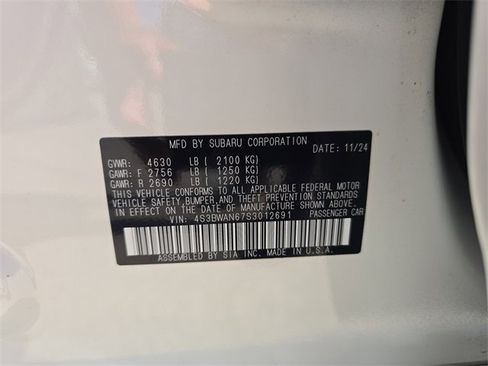 MFD BY SUBARU CORPORATION
DATE: 11/24
GVWR: 4630 LB ( 2100 KG)
GAWR: F 2756 LB ( 1250 KG)
GAWR: R 2690 LB ( 1220 KG)
THIS VEHICLE CONFORMS TO ALL APPLICABLE FEDERAL MOTOR
VEHICLE SAFETY, BUMPER, AND THEFT PREVENTION STANDARDS
IN EFFECT ON THE DATE OF MANUFACTURE SHOWN ABOVE.
VIN: 4S3BWAN67S3012691 PASSENGER CAR
ASSEMBLED BY SIA INC. MADE IN U.S.A.